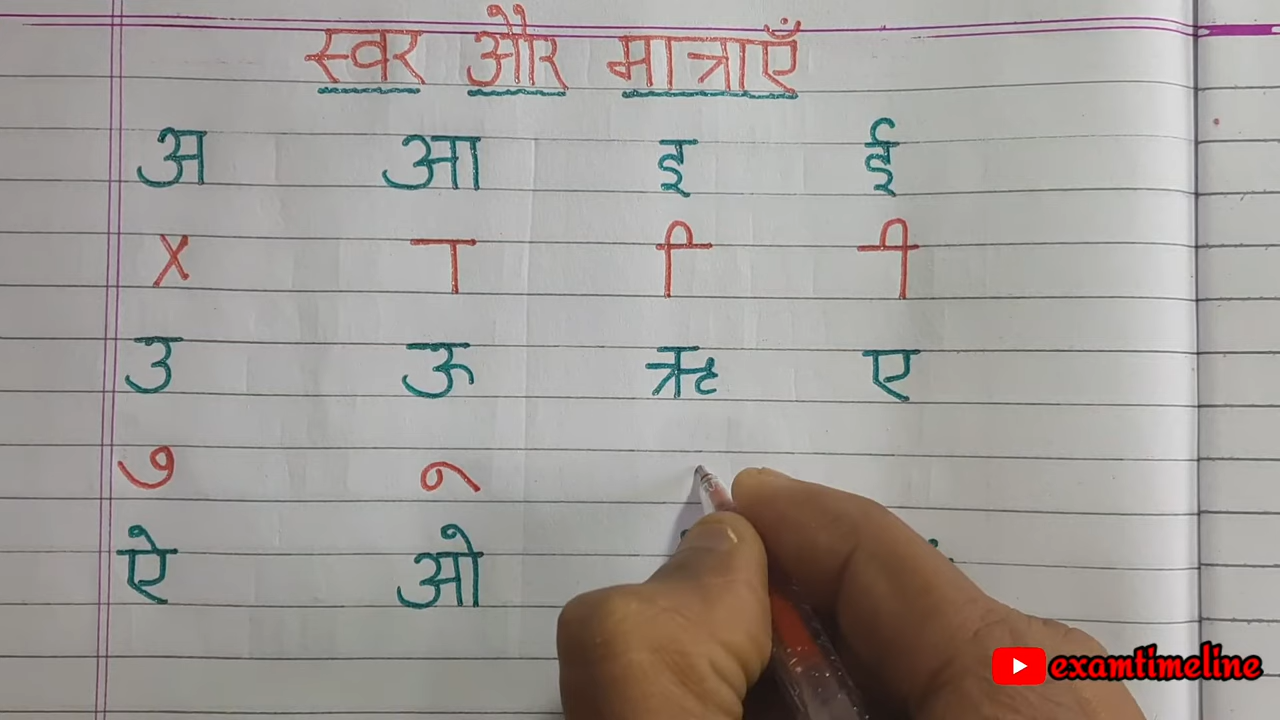 स्वर और मात्राएँ
अ आ इ ई
X ा ि ी
उ ऊ ऋ ए
ु ू
ऐ ओ
examtimeline